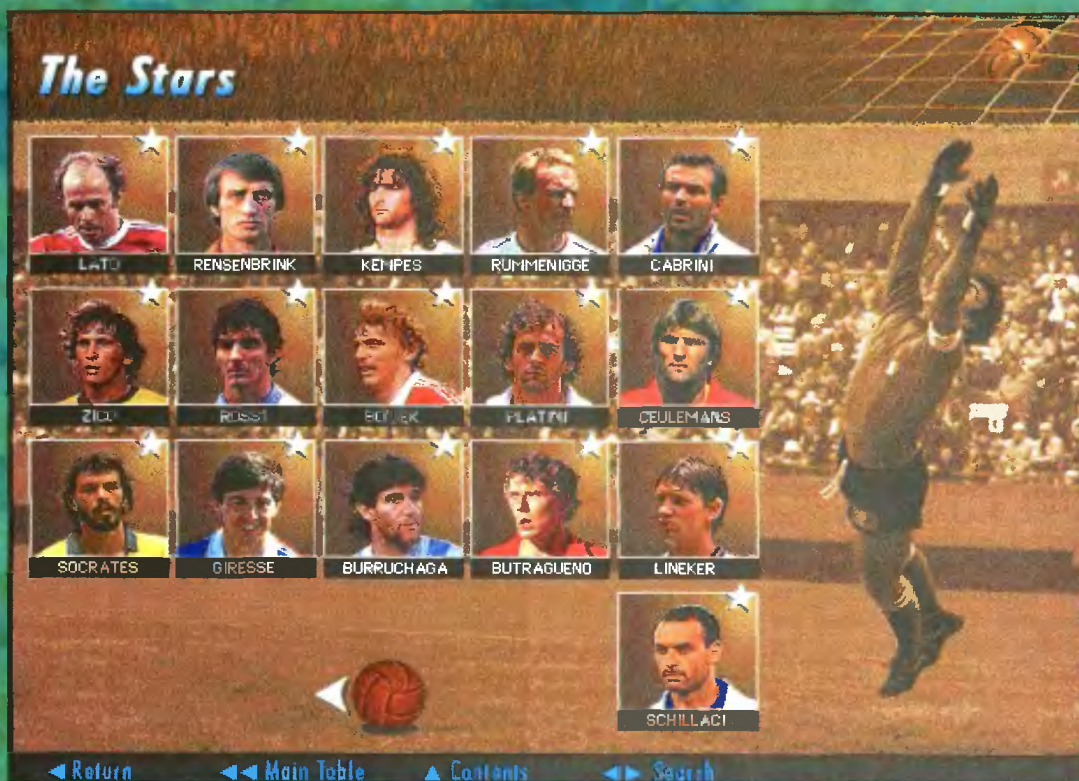 The Stars
LATO RENSENBRINK KEMPES RUMMENIGGE CABRINI
ZICO ROSSI BONIEK PLATINI CEULEMANS
SOCRATES GIRESSE BURRUCHAGA BUTRAGUENO LINEKER
SCHILLACI
Return Main Table Contents Search